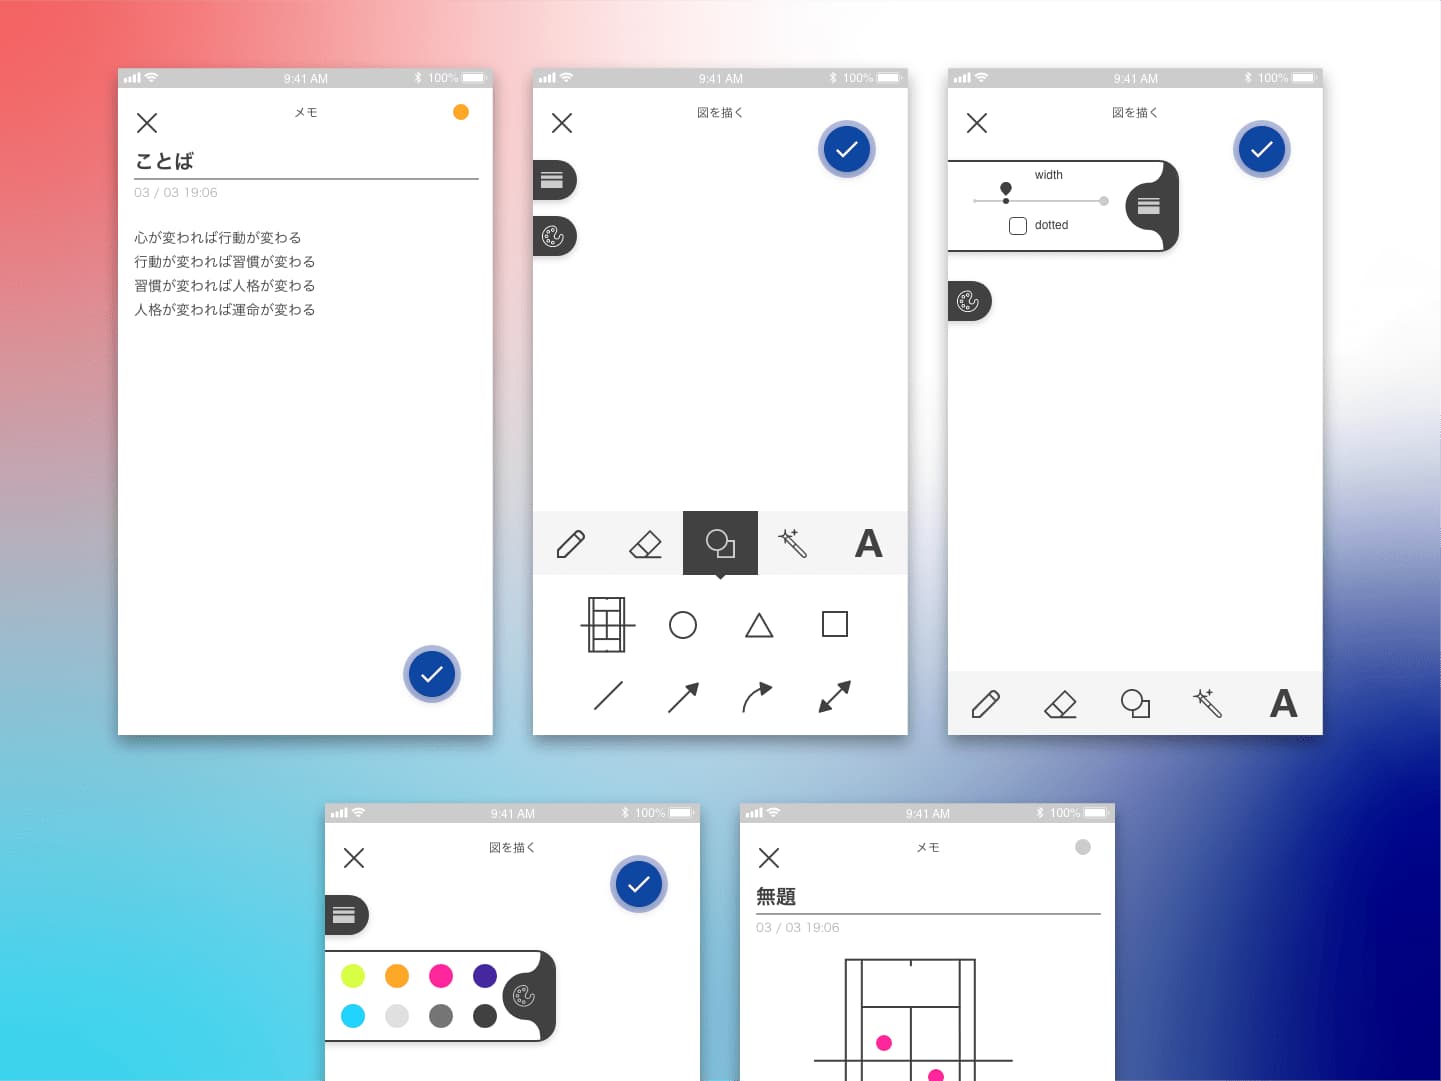 9:41 AM
100%
メモ
ことば
03 / 03 19:06
心が変われば行動が変わる
行動が変われば習慣が変わる
習慣が変われば人格が変わる
人格が変われば運命が変わる
9:41 AM
100%
図を描く
A
9:41 AM
100%
図を描く
width
dotted
A
9:41 AM
100%
図を描く
9:41 AM
100%
メモ
無題
03 / 03 19:06